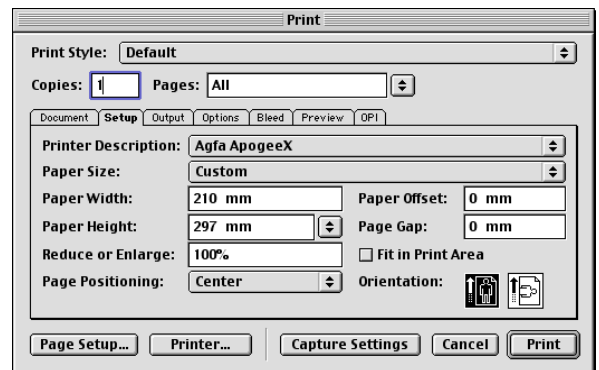 Print
Print Style: Default
Copies: 1 Pages: All
Document Setup Output Options Bleed Preview OPI
Printer Description: Agfa ApogeeX
Paper Size: Custom
Paper Width: 210 mm Paper Offset: 0 mm
Paper Height: 297 mm Page Gap: 0 mm
Reduce or Enlarge: 100% Fit in Print Area
Page Positioning: Center Orientation:
Page Setup... Printer... Capture Settings Cancel Print